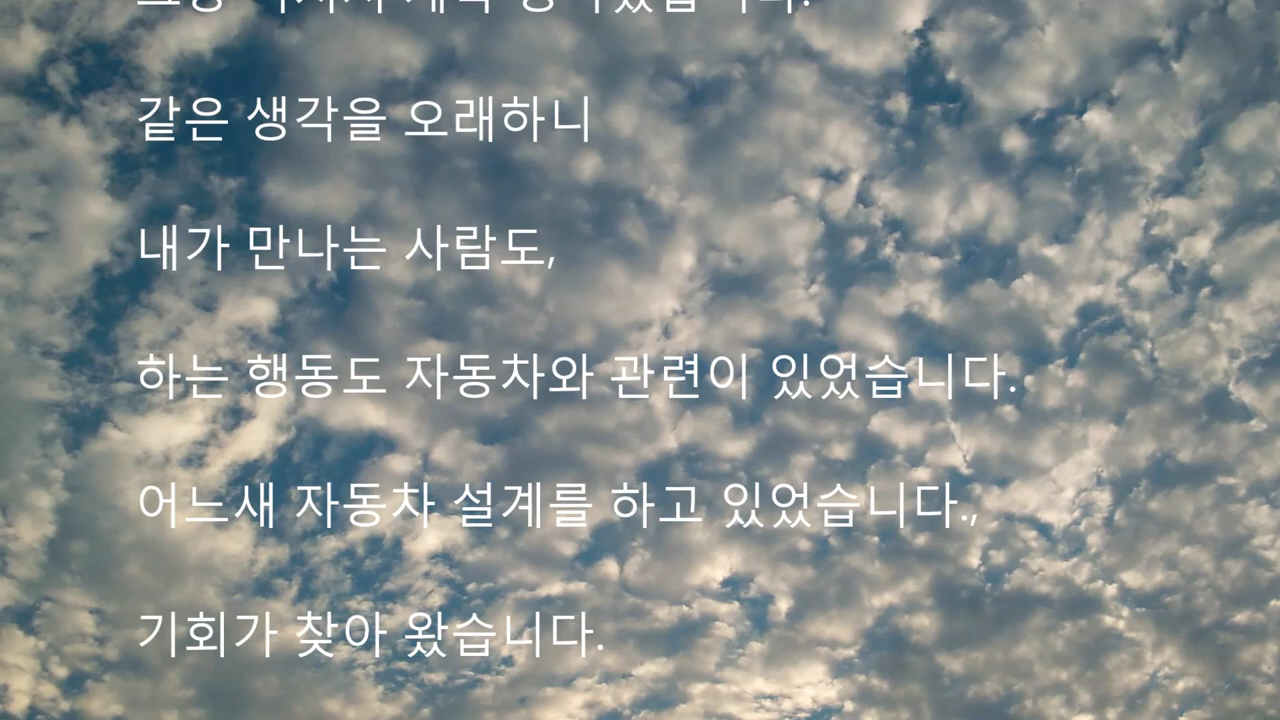 같은 생각을 오래하니
내가 만나는 사람도,
하는 행동도 자동차와 관련이 있었습니다.
어느새 자동차 설계를 하고 있었습니다.,
기회가 찾아 왔습니다.